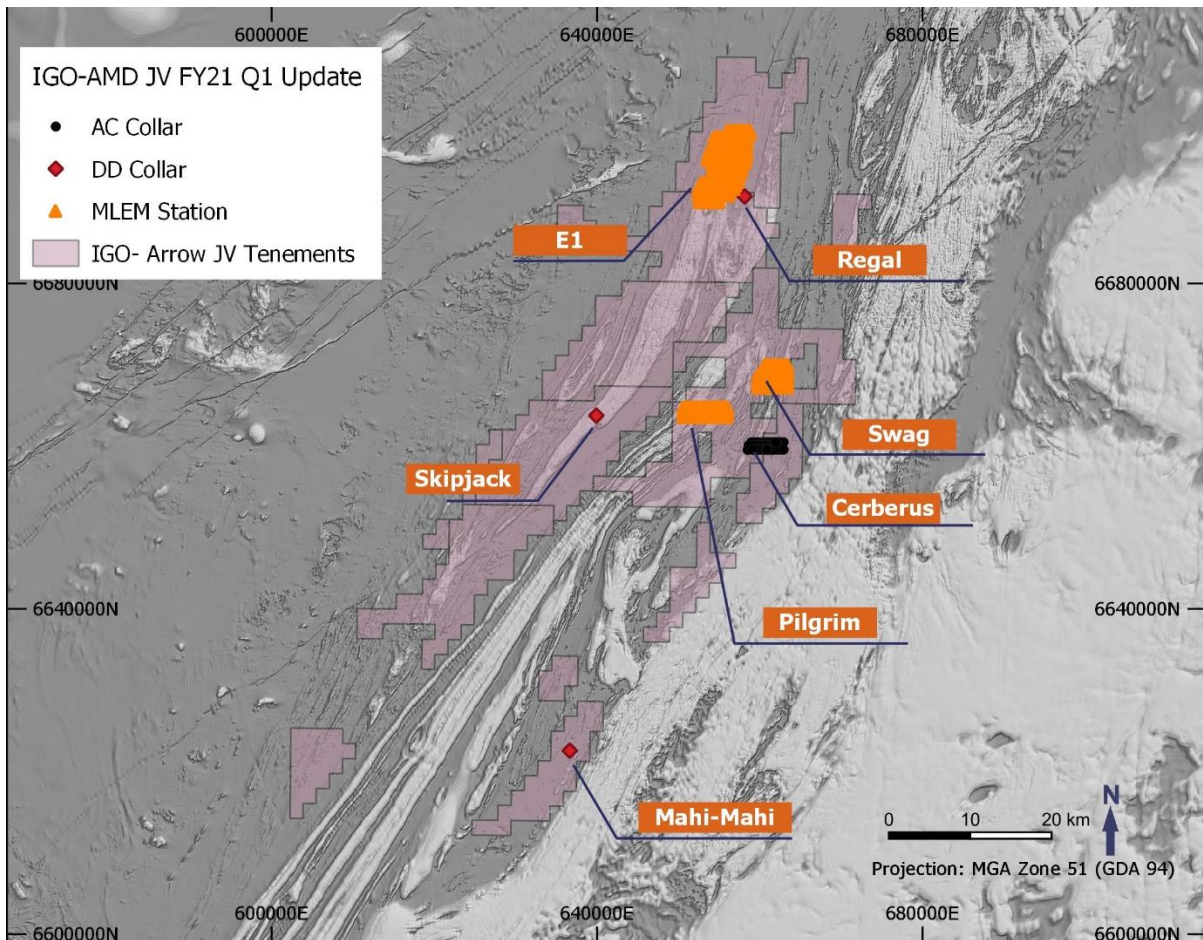 600000E
640000E
680000E
IGO-AMD JV FY21 Q1 Update
AC Collar
DD Collar
MLEM Station
IGO- Arrow JV Tenements
E1
Regal
6680000N
6680000N
Swag
Skipjack
Cerberus
6640000N
6640000N
Pilgrim
Mahi-Mahi
N
0 10 20 km
Projection: MGA Zone 51 (GDA 94)
600000E
640000E
680000E
6600000N
6600000N